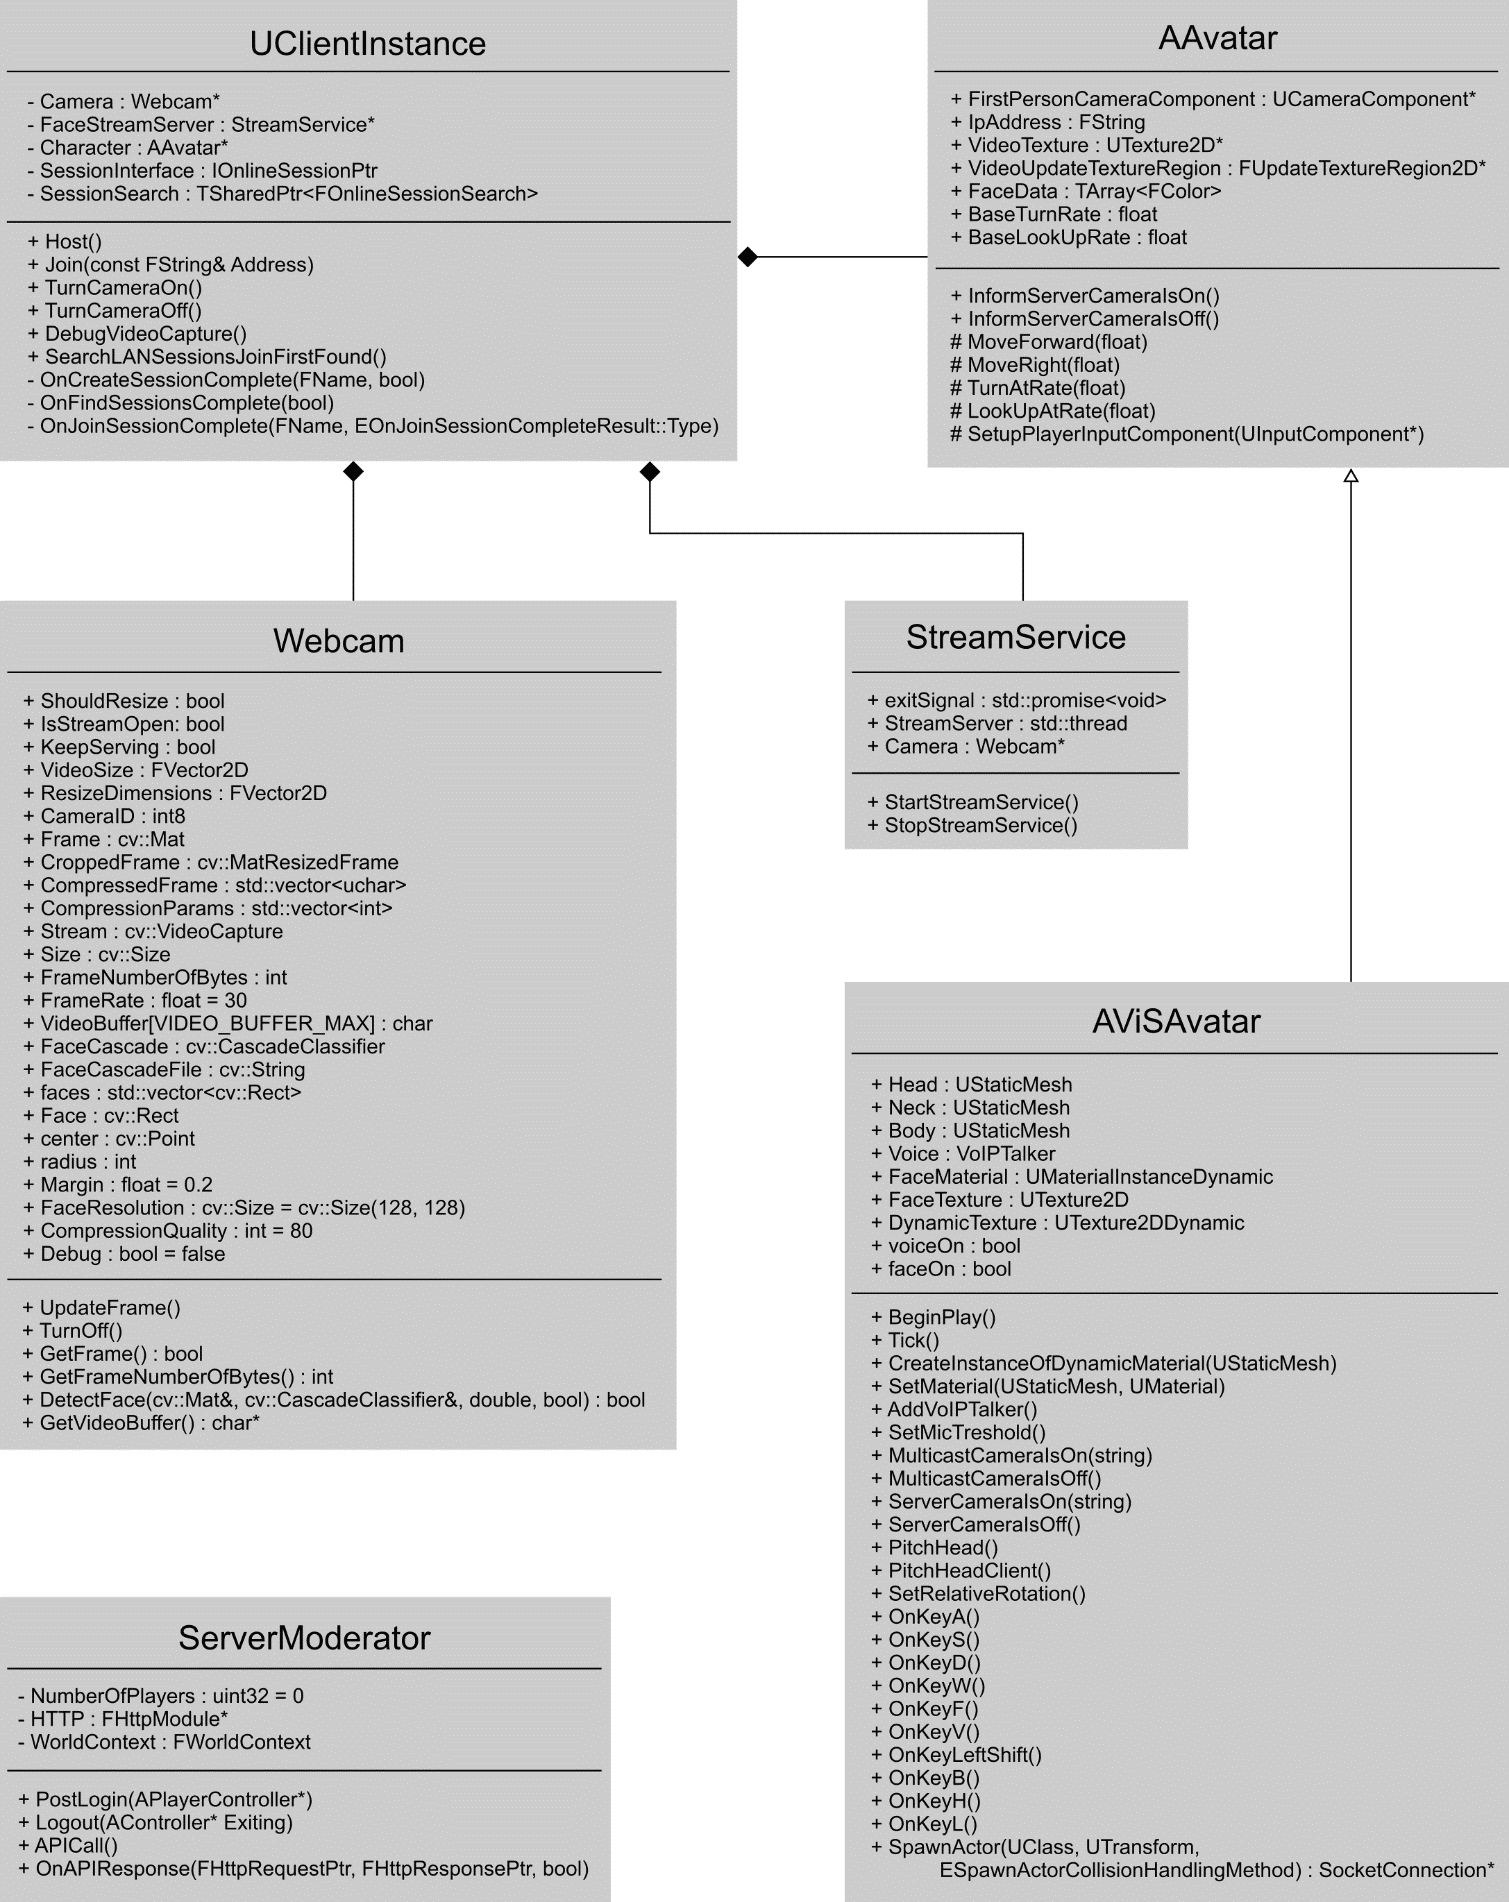 UClientInstance
- Camera : Webcam*
- FaceStreamServer : StreamService*
- Character : AAvatar*
- SessionInterface : IOnlineSessionPtr
- SessionSearch : TSharedPtr<FOnlineSessionSearch>
+ Host()
+ Join(const FString& Address)
+ TurnCameraOn()
+ TurnCameraOff()
+ DebugVideoCapture()
+ SearchLANSessionsJoinFirstFound()
- OnCreateSessionComplete(FName, bool)
- OnFindSessionsComplete(bool)
- OnJoinSessionComplete(FName, EOnJoinSessionCompleteResult::Type)
AAvatar
+ FirstPersonCameraComponent : UCameraComponent*
+ IpAddress : FString
+ VideoTexture : UTexture2D*
+ VideoUpdateTextureRegion : FUpdateTextureRegion2D*
+ FaceData : TArray<FColor>
+ BaseTurnRate : float
+ BaseLookUpRate : float
+ InformServerCameraIsOn()
+ InformServerCameraIsOff()
# MoveForward(float)
# MoveRight(float)
# TurnAtRate(float)
# LookUpAtRate(float)
# SetupPlayerInputComponent(UInputComponent*)
Webcam
+ ShouldResize : bool
+ IsStreamOpen: bool
+ KeepServing : bool
+ VideoSize : FVector2D
+ ResizeDimensions : FVector2D
+ CameraID : int8
+ Frame : cv::Mat
+ CroppedFrame : cv::MatResizedFrame
+ CompressedFrame : std::vector<uchar>
+ CompressionParams : std::vector<int>
+ Stream : cv::VideoCapture
+ Size : cv::Size
+ FrameNumberOfBytes : int
+ FrameRate : float = 30
+ VideoBuffer[VIDEO_BUFFER_MAX] : char
+ FaceCascade : cv::CascadeClassifier
+ FaceCascadeFile : cv::String
+ faces : std::vector<cv::Rect>
+ Face : cv::Rect
+ center : cv::Point
+ radius : int
+ Margin : float = 0.2
+ FaceResolution : cv::Size = cv::Size(128, 128)
+ CompressionQuality : int = 80
+ Debug : bool = false
+ UpdateFrame()
+ TurnOff()
+ GetFrame() : bool
+ GetFrameNumberOfBytes() : int
+ DetectFace(cv::Mat&, cv::CascadeClassifier&, double, bool) : bool
+ GetVideoBuffer() : char*
StreamService
+ exitSignal : std::promise<void>
+ StreamServer : std::thread
+ Camera : Webcam*
+ StartStreamService()
+ StopStreamService()
AViSAvatar
+ Head : UStaticMesh
+ Neck : UStaticMesh
+ Body : UStaticMesh
+ Voice : VoIPTalker
+ FaceMaterial : UMaterialInstanceDynamic
+ FaceTexture : UTexture2D
+ DynamicTexture : UTexture2DDynamic
+ voiceOn : bool
+ faceOn : bool
+ BeginPlay()
+ Tick()
+ CreateInstanceOfDynamicMaterial(UStaticMesh)
+ SetMaterial(UStaticMesh, UMaterial)
+ AddVoIPTalker()
+ SetMicTreshold()
+ MulticastCameraIsOn(string)
+ MulticastCameraIsOff()
+ ServerCameraIsOn(string)
+ ServerCameraIsOff()
+ PitchHead()
+ PitchHeadClient()
+ SetRelativeRotation()
+ OnKeyA()
+ OnKeyS()
+ OnKeyD()
+ OnKeyW()
+ OnKeyF()
+ OnKeyV()
+ OnKeyLeftShift()
+ OnKeyB()
+ OnKeyH()
+ OnKeyL()
+ SpawnActor(UClass, UTransform,
ESpawnActorCollisionHandlingMethod) : SocketConnection*
ServerModerator
- NumberOfPlayers : uint32 = 0
- HTTP : FHttpModule*
- WorldContext : FWorldContext
+ PostLogin(APlayerController*)
+ Logout(AController* Exiting)
+ APICall()
+ OnAPIResponse(FHttpRequestPtr, FHttpResponsePtr, bool)